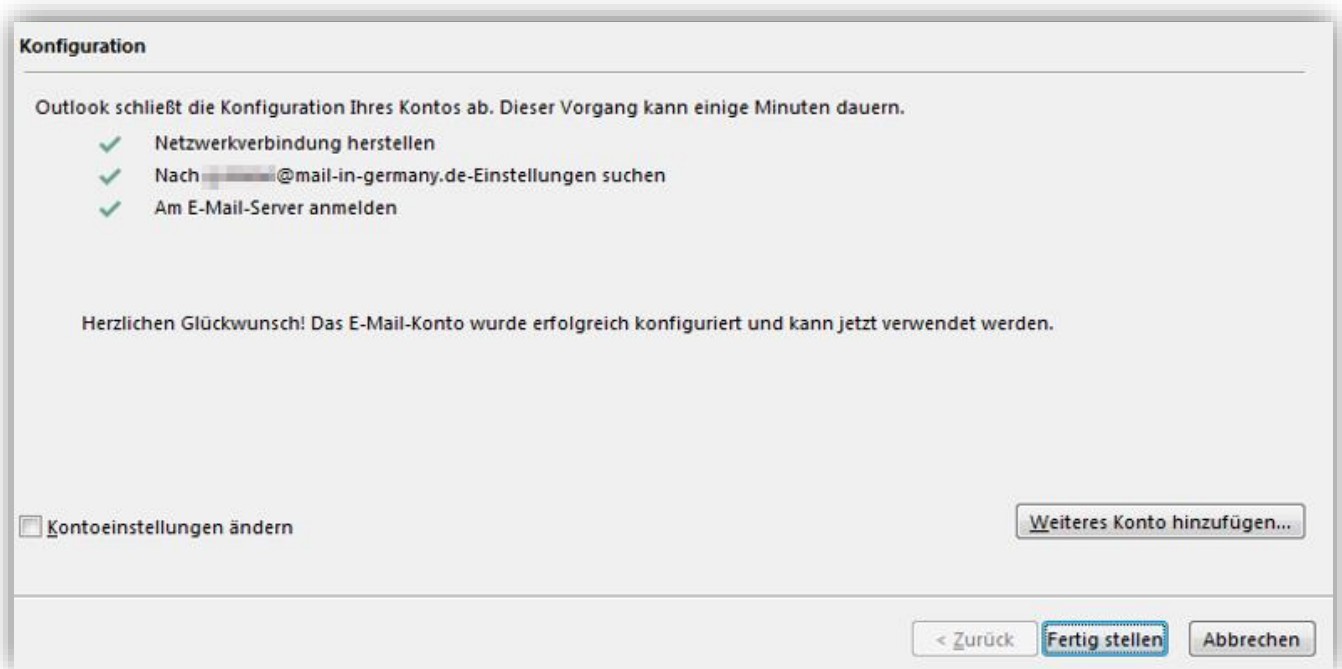 Konfiguration
Outlook schließt die Konfiguration Ihres Kontos ab. Dieser Vorgang kann einige Minuten dauern.
Netzwerkverbindung herstellen
Nach @mail-in-germany.de-Einstellungen suchen
Am E-Mail-Server anmelden
Herzlichen Glückwunsch! Das E-Mail-Konto wurde erfolgreich konfiguriert und kann jetzt verwendet werden.
Kontoeinstellungen ändern
Weiteres Konto hinzufügen...
< Zurück Fertig stellen Abbrechen